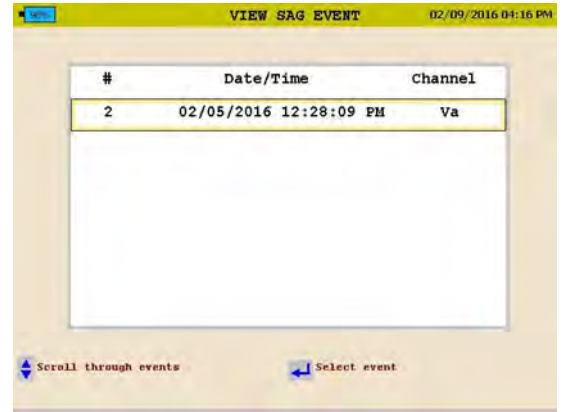 VIEW SAG EVENT 02/09/2016 04:16 PM
# Date/Time Channel
2 02/05/2016 12:28:09 PM Va
Scroll through events Select event